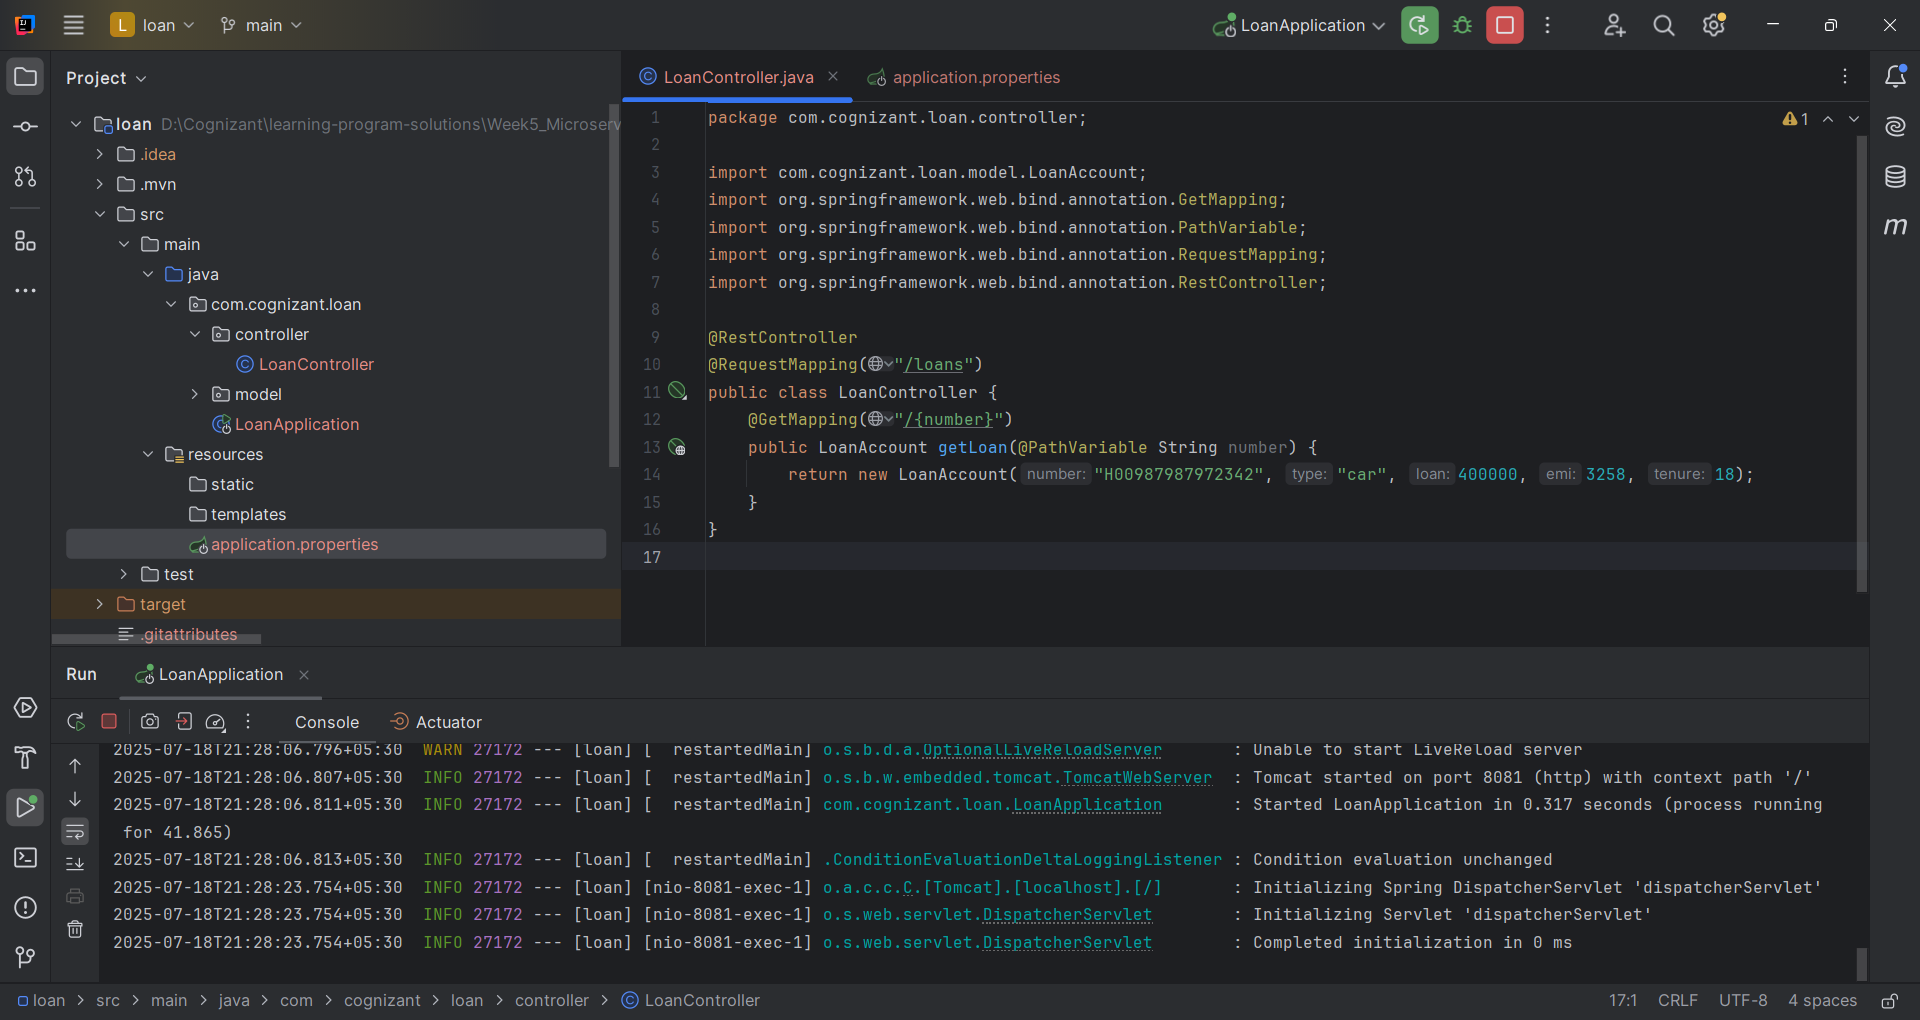 L loan main LoanApplication
Project
loan D:\Cognizant\learning-program-solutions\Week5_Microserv
.idea
.mvn
src
main
java
com.cognizant.loan
controller
LoanController
model
LoanApplication
resources
static
templates
application.properties
test
target
.gitattributes
LoanController.java application.properties
1 package com.cognizant.loan.controller;
1
2
3 import com.cognizant.loan.model.LoanAccount;
4 import org.springframework.web.bind.annotation.GetMapping;
5 import org.springframework.web.bind.annotation.PathVariable;
6 import org.springframework.web.bind.annotation.RequestMapping;
7 import org.springframework.web.bind.annotation.RestController;
8
9 @RestController
10 @RequestMapping("/loans")
11 public class LoanController {
12 @GetMapping("/{number}")
13 public LoanAccount getLoan(@PathVariable String number) {
14 return new LoanAccount( number: "H00987987972342", type: "car", loan: 400000, emi: 3258, tenure: 18);
15 }
16 }
17
m
Run LoanApplication
Console Actuator
2025-07-18T21:28:06.796+05:30 WARN 27172 --- [loan] [ restartedMain] o.s.b.d.a.OptionalLiveReloadServer : Unable to start LiveReload server
2025-07-18T21:28:06.807+05:30 INFO 27172 --- [loan] [ restartedMain] o.s.b.w.embedded.tomcat.TomcatWebServer : Tomcat started on port 8081 (http) with context path '/'
2025-07-18T21:28:06.811+05:30 INFO 27172 --- [loan] [ restartedMain] com.cognizant.loan.LoanApplication : Started LoanApplication in 0.317 seconds (process running
for 41.865)
2025-07-18T21:28:06.813+05:30 INFO 27172 --- [loan] [ restartedMain] .ConditionEvaluationDeltaLoggingListener : Condition evaluation unchanged
2025-07-18T21:28:23.754+05:30 INFO 27172 --- [loan] [nio-8081-exec-1] o.a.c.c.C.[Tomcat].[localhost].[/] : Initializing Spring DispatcherServlet 'dispatcherServlet'
2025-07-18T21:28:23.754+05:30 INFO 27172 --- [loan] [nio-8081-exec-1] o.s.web.servlet.DispatcherServlet : Initializing Servlet 'dispatcherServlet'
2025-07-18T21:28:23.754+05:30 INFO 27172 --- [loan] [nio-8081-exec-1] o.s.web.servlet.DispatcherServlet : Completed initialization in 0 ms
loan > src > main > java > com > cognizant > loan > controller > LoanController 17:1 CRLF UTF-8 4 spaces